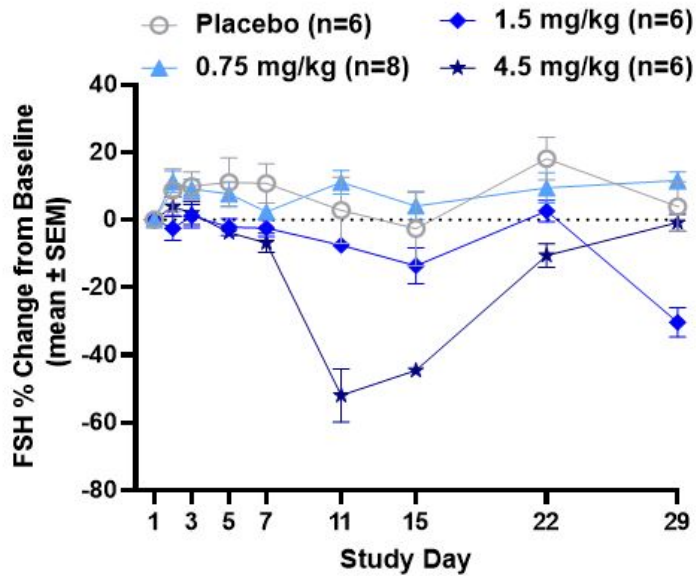 Placebo (n=6)
1.5 mg/kg (n=6)
0.75 mg/kg (n=8)
4.5 mg/kg (n=6)
FSH % Change from Baseline
(mean ± SEM)
40
20
0
-20
-40
-60
-80
1 3 5 7 11 15 22 29
Study Day